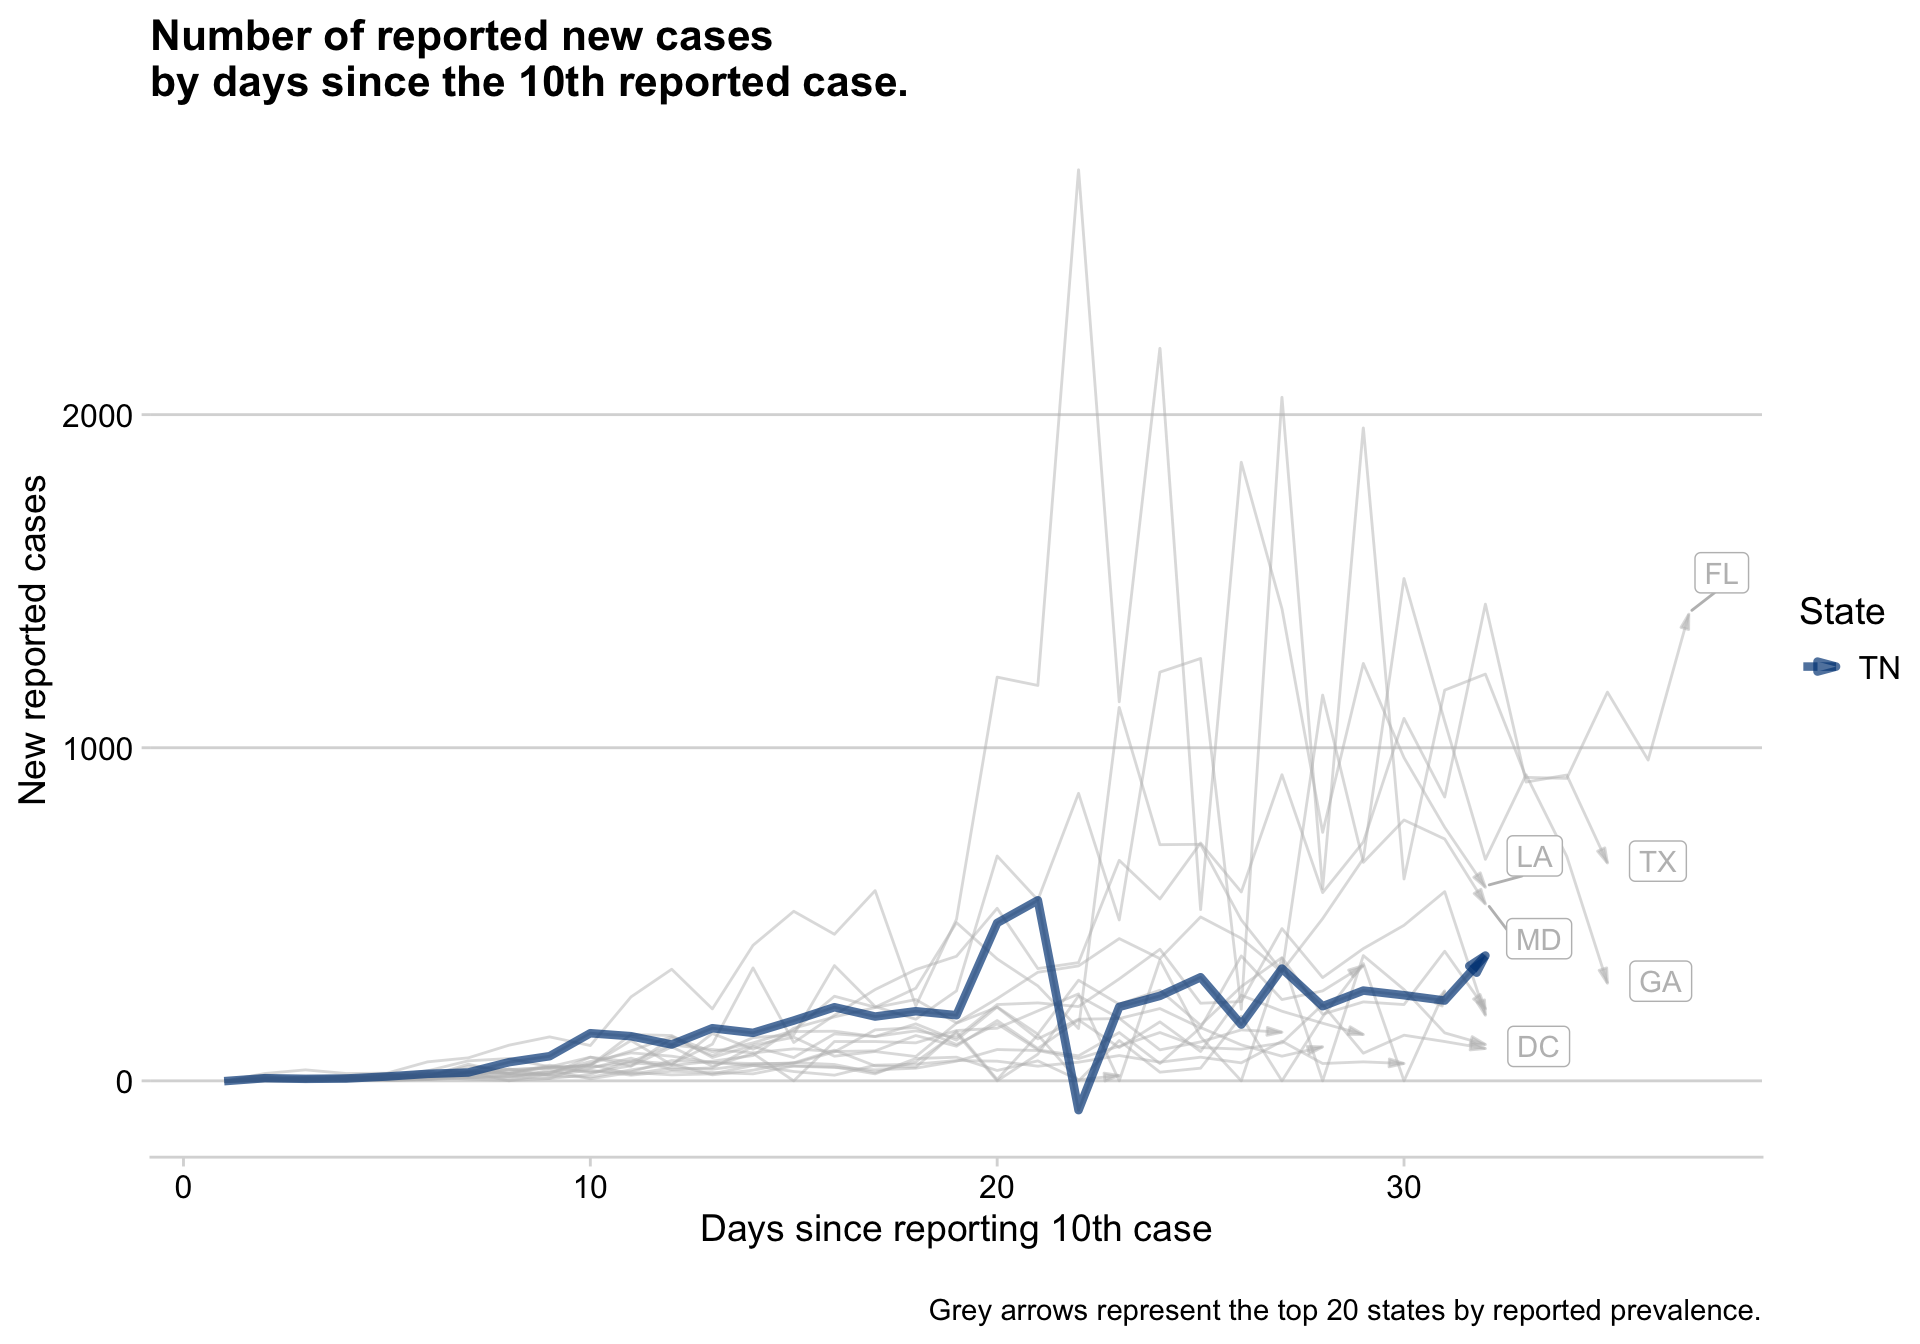 Number of reported new cases
by days since the 10th reported case.
New reported cases
2000
1000
0
FL
LA
TX
MD
GA
DC
State
TN
0
10
20
30
Days since reporting 10th case
Grey arrows represent the top 20 states by reported prevalence.